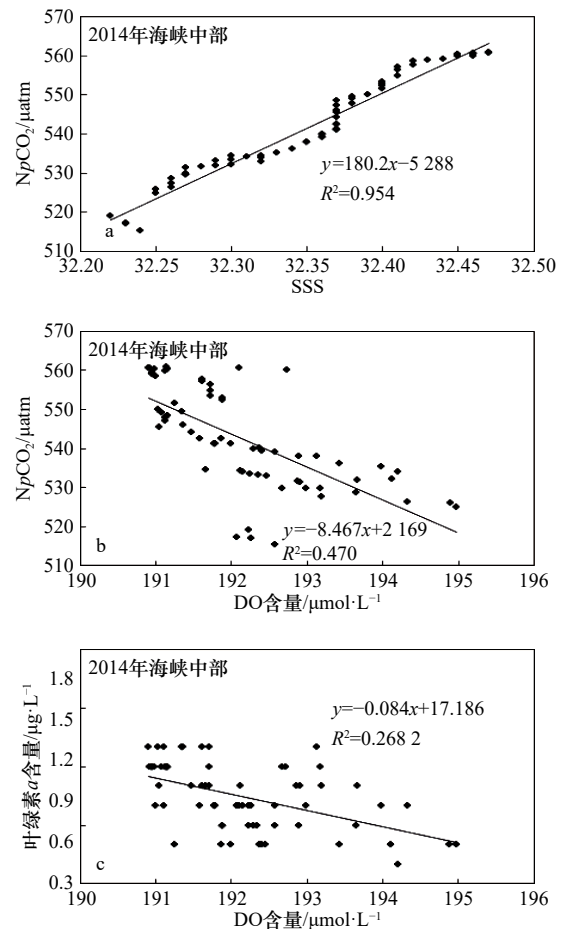 570
2014年海峡中部
560
550
540
530
520
510
NpCO₂/μatm
y=180.2x−5 288
R²=0.954
a
32.20 32.25 32.30 32.35 32.40 32.45 32.50
SSS
570
2014年海峡中部
560
550
540
530
520
510
NpCO₂/μatm
y=−8.467x+2 169
R²=0.470
b
190 191 192 193 194 195 196
DO含量/μmol·L⁻¹
2014年海峡中部
1.8
1.5
1.2
0.9
0.6
0.3
叶绿素a含量/μg·L⁻¹
y=−0.084x+17.186
R²=0.268 2
c
190 191 192 193 194 195 196
DO含量/μmol·L⁻¹